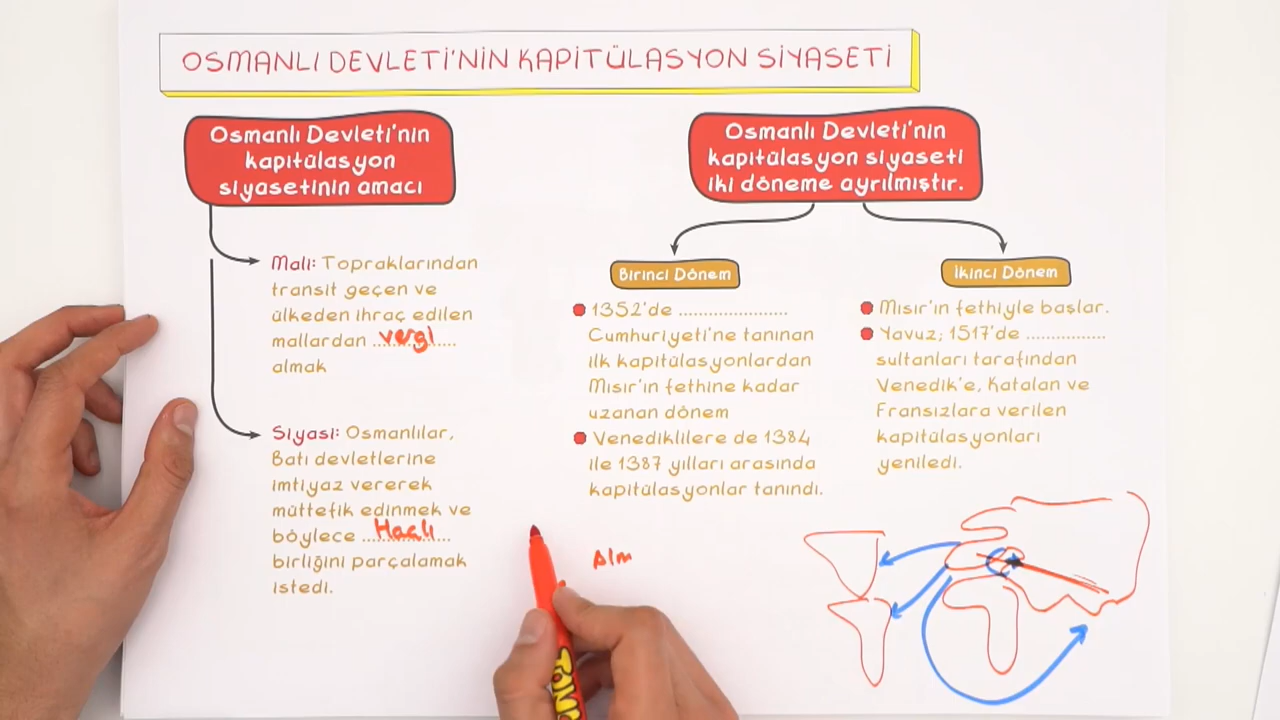 OSMANLI DEVLETİ'NİN KAPİTÜLASYON SİYASETİ
Osmanlı Devleti'nin
kapitülasyon
siyasetinin amacı
Mali: Topraklarından
transit geçen ve
ülkeden ihraç edilen
mallardan ...vergi...
almak
Siyasi: Osmanlılar,
Batı devletlerine
imtiyaz vererek
müttefik edinmek ve
böylece ...Haçlı...
birliğini parçalamak
istedi.
Osmanlı Devleti'nin
kapitülasyon siyaseti
iki döneme ayrılmıştır.
Birinci Dönem
1352'de ......................
Cumhuriyeti'ne tanınan
ilk kapitülasyonlardan
Mısır'ın fethine kadar
uzanan dönem
Venediklilere de 1384
ile 1387 yılları arasında
kapitülasyonlar tanındı.
İkinci Dönem
Mısır'ın fethiyle başlar.
Yavuz; 1517'de ................
sultanları tarafından
Venedik'e, Katalan ve
Fransızlara verilen
kapitülasyonları
yeniledi.
Alm